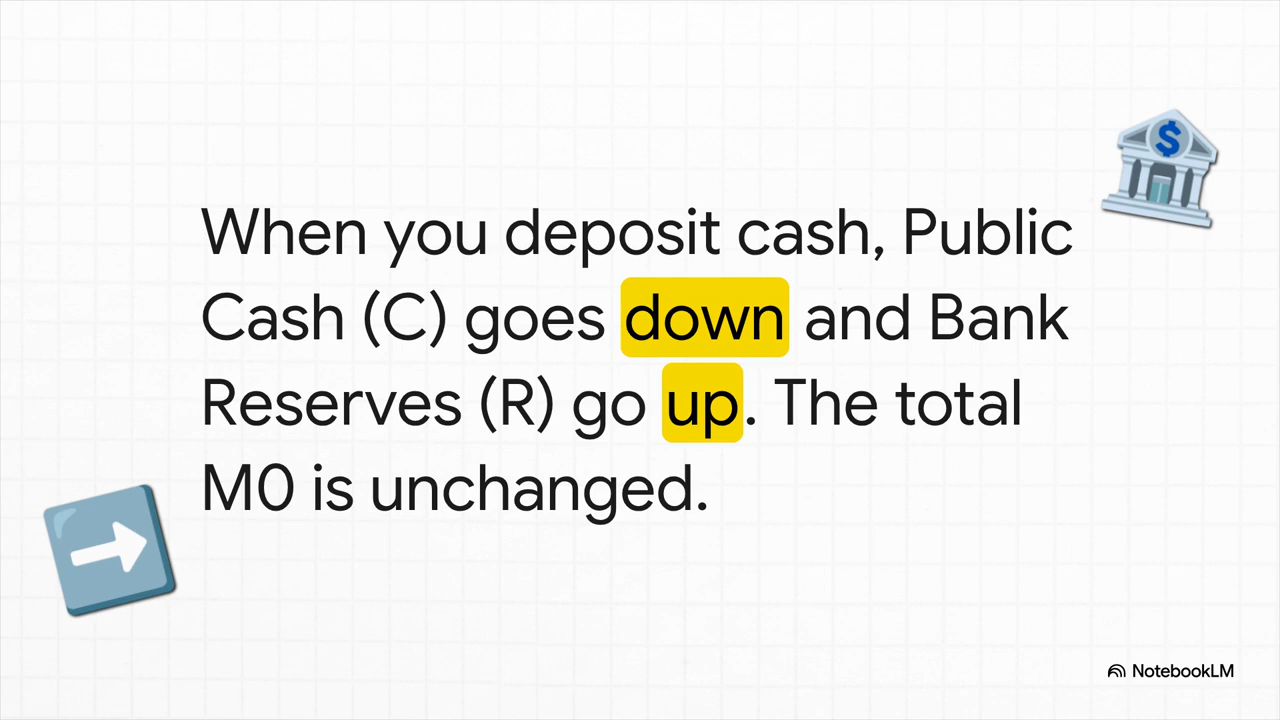 When you deposit cash, Public
Cash (C) goes down and Bank
Reserves (R) go up. The total
M0 is unchanged.
$
NotebookLM